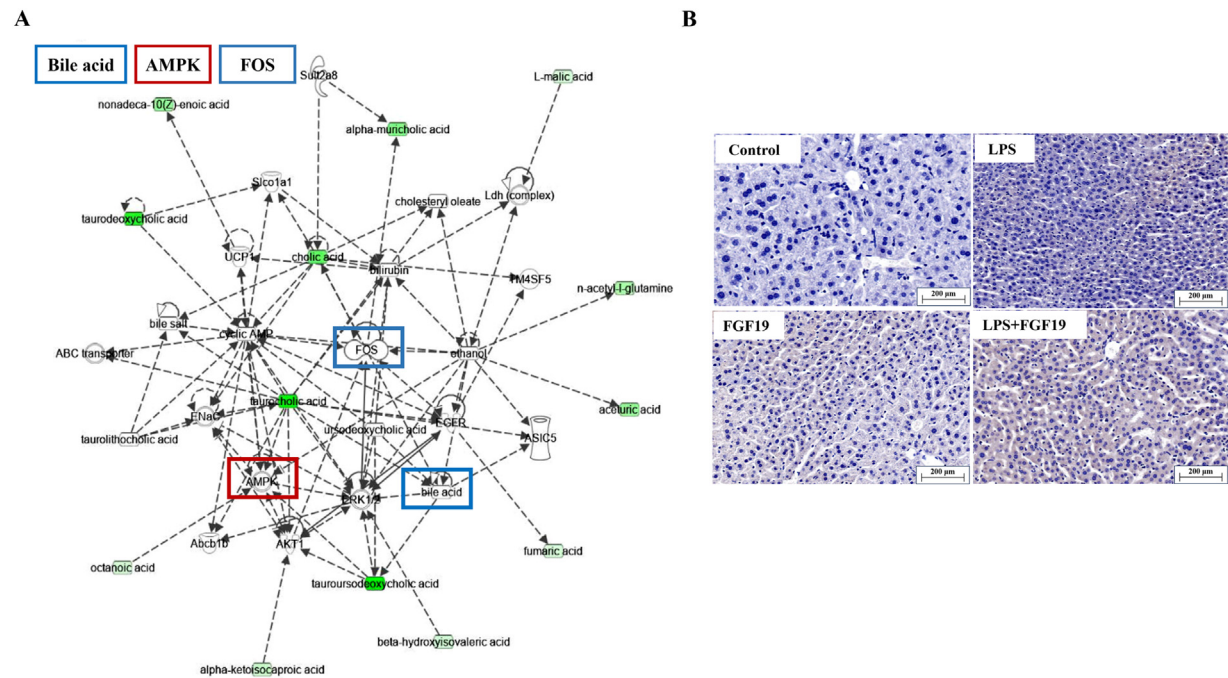 A
B
Bile acid
AMPK
FOS
Sult2a8
L-malic acid
nonadeca-10(Z)-enoic acid
alpha-muricholic acid
Slco1a1
Ldh (complex)
cholesteryl oleate
taurodeoxycholic acid
UCP1
cholic acid
bilirubin
TM4SF5
n-acetyl-l-glutamine
bile salt
cyclic AMP
FOS
ethanol
ABC transporter
taurocholic acid
aceturic acid
ENaC
ursodeoxycholic acid
EGFR
ASIC5
taurolithocholic acid
AMPK
ERK1/2
bile acid
Abcb1b
AKT1
fumaric acid
octanoic acid
tauroursodeoxycholic acid
beta-hydroxyisovaleric acid
alpha-ketoisocaproic acid
Control
200 μm
LPS
200 μm
FGF19
200 μm
LPS+FGF19
200 μm